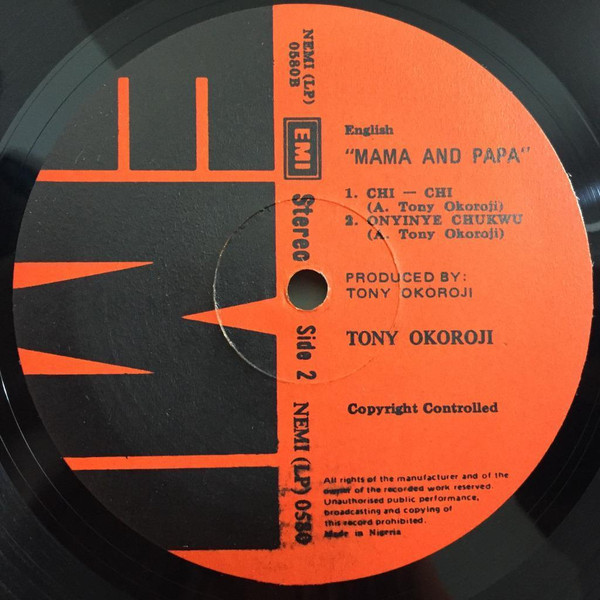 NEMI (LP)
0580B
EMI
Stereo
Side 2
NEMI (LP) 0580
English
"MAMA AND PAPA"
1. CHI — CHI
(A. Tony Okoroji)
2. ONYINYE CHUKWU
(A. Tony Okoroji)
PRODUCED BY:
TONY OKOROJI
TONY OKOROJI
Copyright Controlled
All rights of the manufacturer and of the
owner of the recorded work reserved.
Unauthorised public performance,
broadcasting and copying of
this record prohibited.
Made in Nigeria